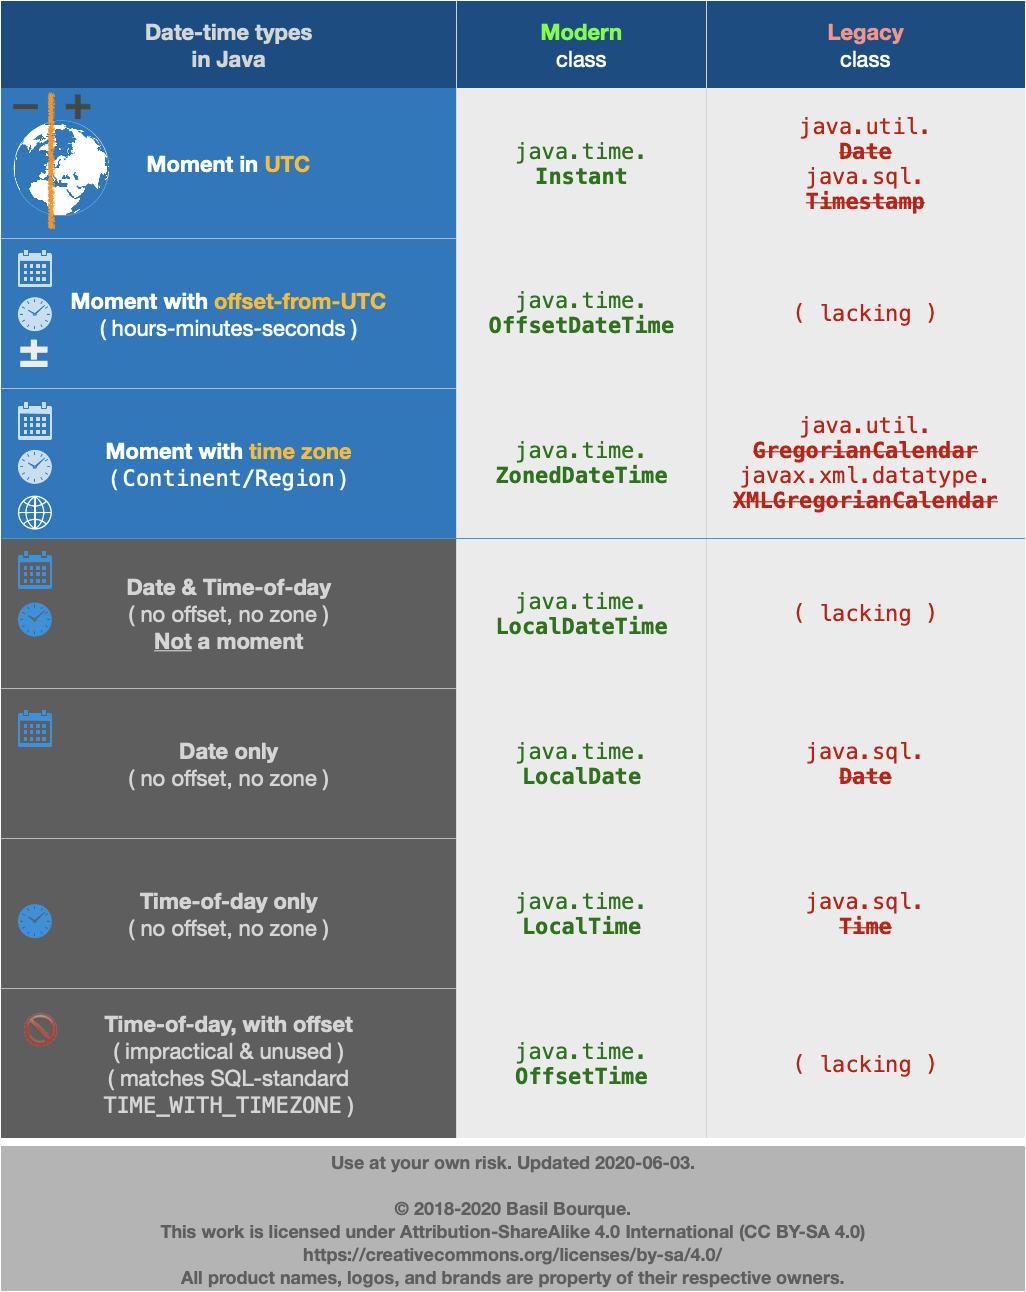 Date-time types
in Java
Modern
class
Legacy
class
Moment in UTC
java.time.
Instant
java.util.
Date
java.sql.
Timestamp
Moment with offset-from-UTC
( hours-minutes-seconds )
java.time.
OffsetDateTime
( lacking )
Moment with time zone
( Continent/Region )
java.time.
ZonedDateTime
java.util.
GregorianCalendar
javax.xml.datatype.
XMLGregorianCalendar
Date & Time-of-day
( no offset, no zone )
Not a moment
java.time.
LocalDateTime
( lacking )
Date only
( no offset, no zone )
java.time.
LocalDate
java.sql.
Date
Time-of-day only
( no offset, no zone )
java.time.
LocalTime
java.sql.
Time
Time-of-day, with offset
( impractical & unused )
( matches SQL-standard
TIME_WITH_TIMEZONE )
java.time.
OffsetTime
( lacking )
Use at your own risk. Updated 2020-06-03.
© 2018-2020 Basil Bourque.
This work is licensed under Attribution-ShareAlike 4.0 International (CC BY-SA 4.0)
https://creativecommons.org/licenses/by-sa/4.0/
All product names, logos, and brands are property of their respective owners.